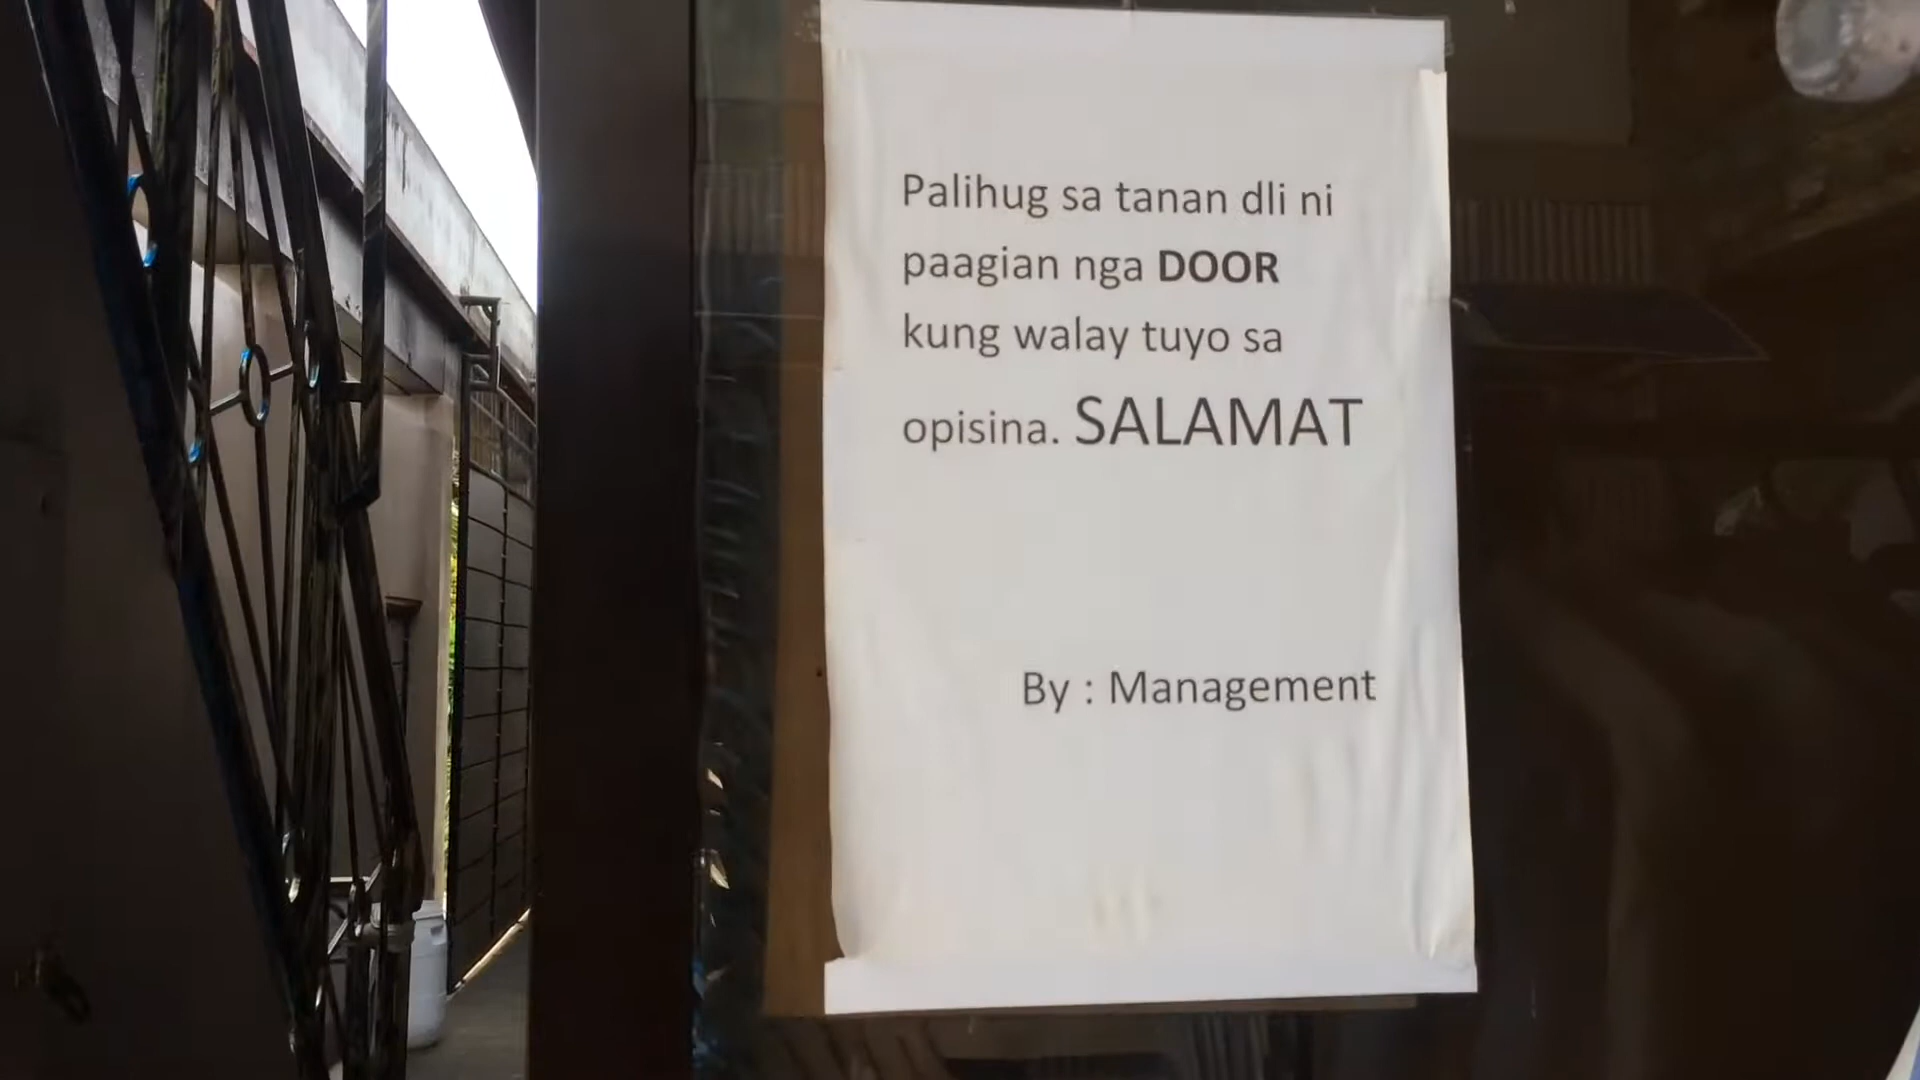 Palihug sa tanan dli ni
paagian nga DOOR
kung walay tuyo sa
opisina. SALAMAT
By : Management